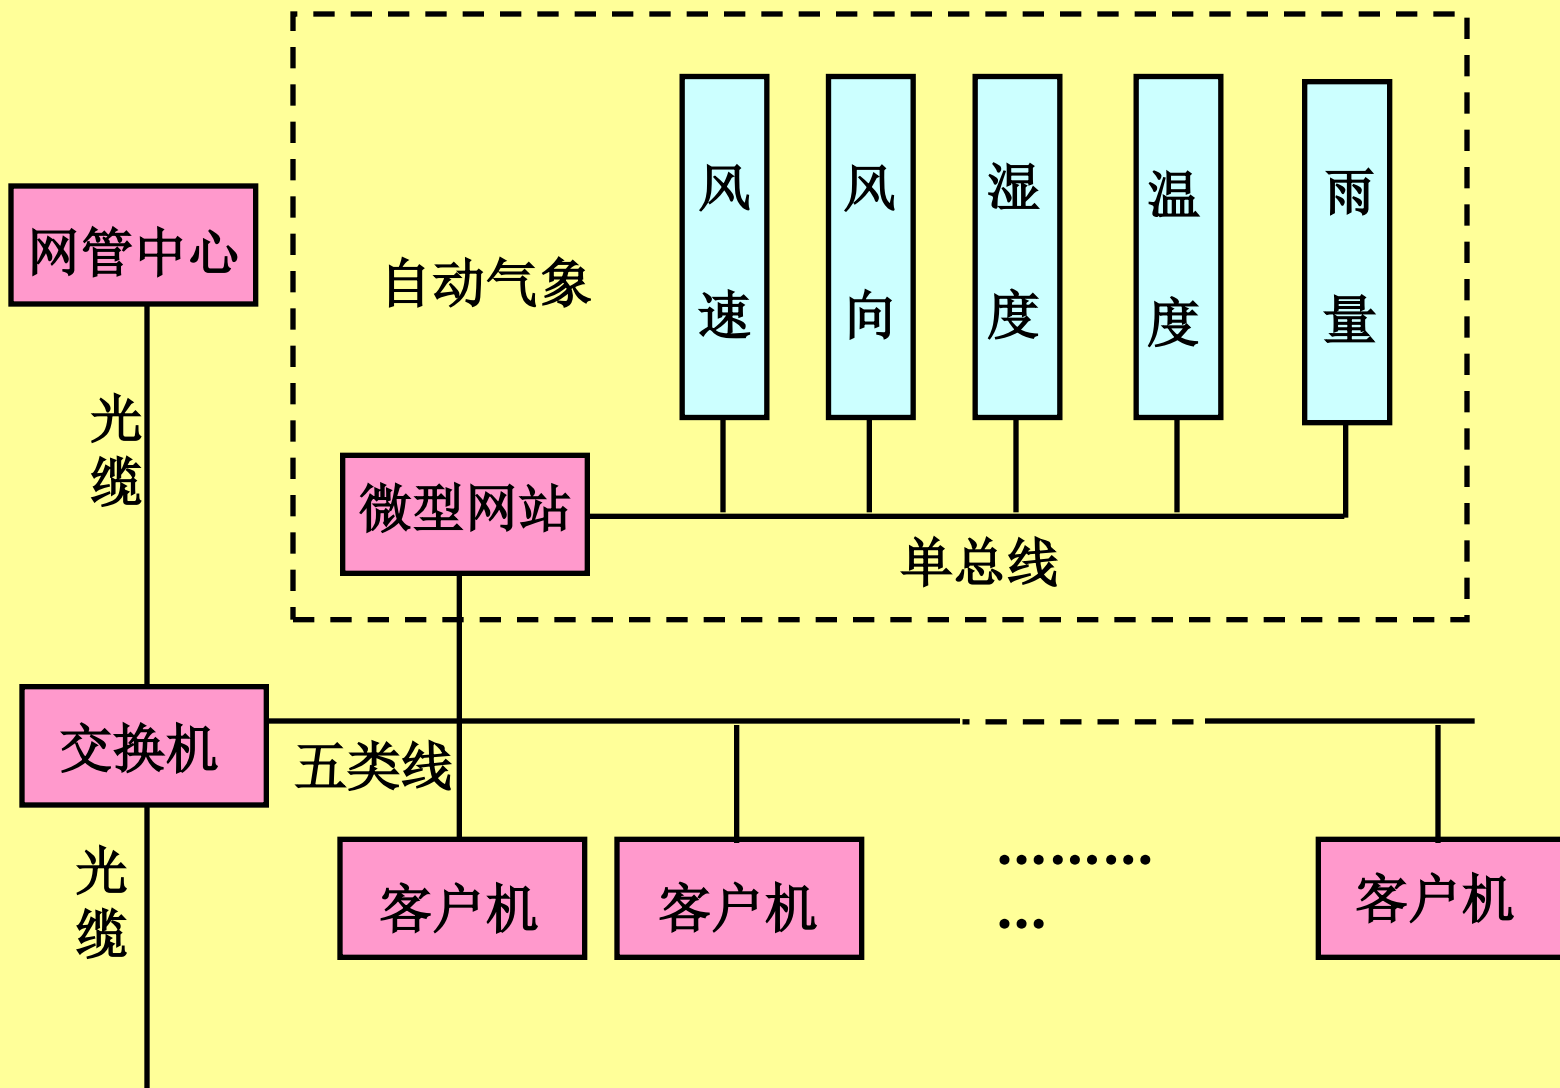 网管中心
光
缆
交换机
光
缆
自动气象
风
速
风
向
湿
度
温
度
雨
量
微型网站
单总线
五类线
客户机
客户机
………
…
客户机